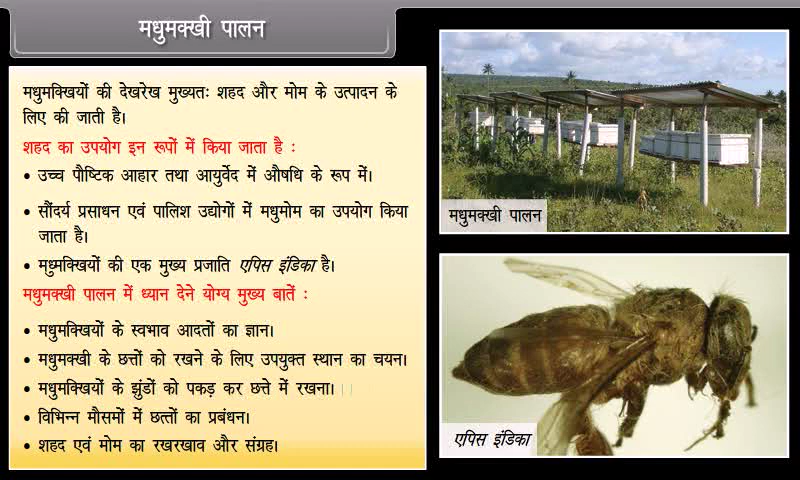 मधुमक्खी पालन
मधुमक्खियों की देखरेख मुख्यतः शहद और मोम के उत्पादन के
लिए की जाती है।
शहद का उपयोग इन रूपों में किया जाता है :
• उच्च पौष्टिक आहार तथा आयुर्वेद में औषधि के रूप में।
• सौंदर्य प्रसाधन एवं पालिश उद्योगों में मधुमोम का उपयोग किया
जाता है।
• मधुमक्खियों की एक मुख्य प्रजाति एपिस इंडिका है।
मधुमक्खी पालन में ध्यान देने योग्य मुख्य बातें :
• मधुमक्खियों के स्वभाव आदतों का ज्ञान।
• मधुमक्खी के छत्तों को रखने के लिए उपयुक्त स्थान का चयन।
• मधुमक्खियों के झुंडों को पकड़ कर छत्ते में रखना।
• विभिन्न मौसमों में छत्तों का प्रबंधन।
• शहद एवं मोम का रखरखाव और संग्रह।
मधुमक्खी पालन
एपिस इंडिका